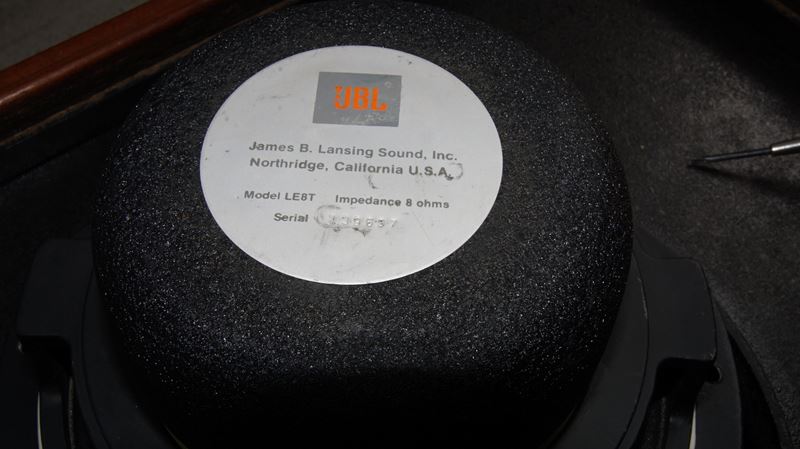 JBL
James B. Lansing Sound, Inc.
Northridge, California U.S.A.
Model LE8T Impedance 8 ohms
Serial